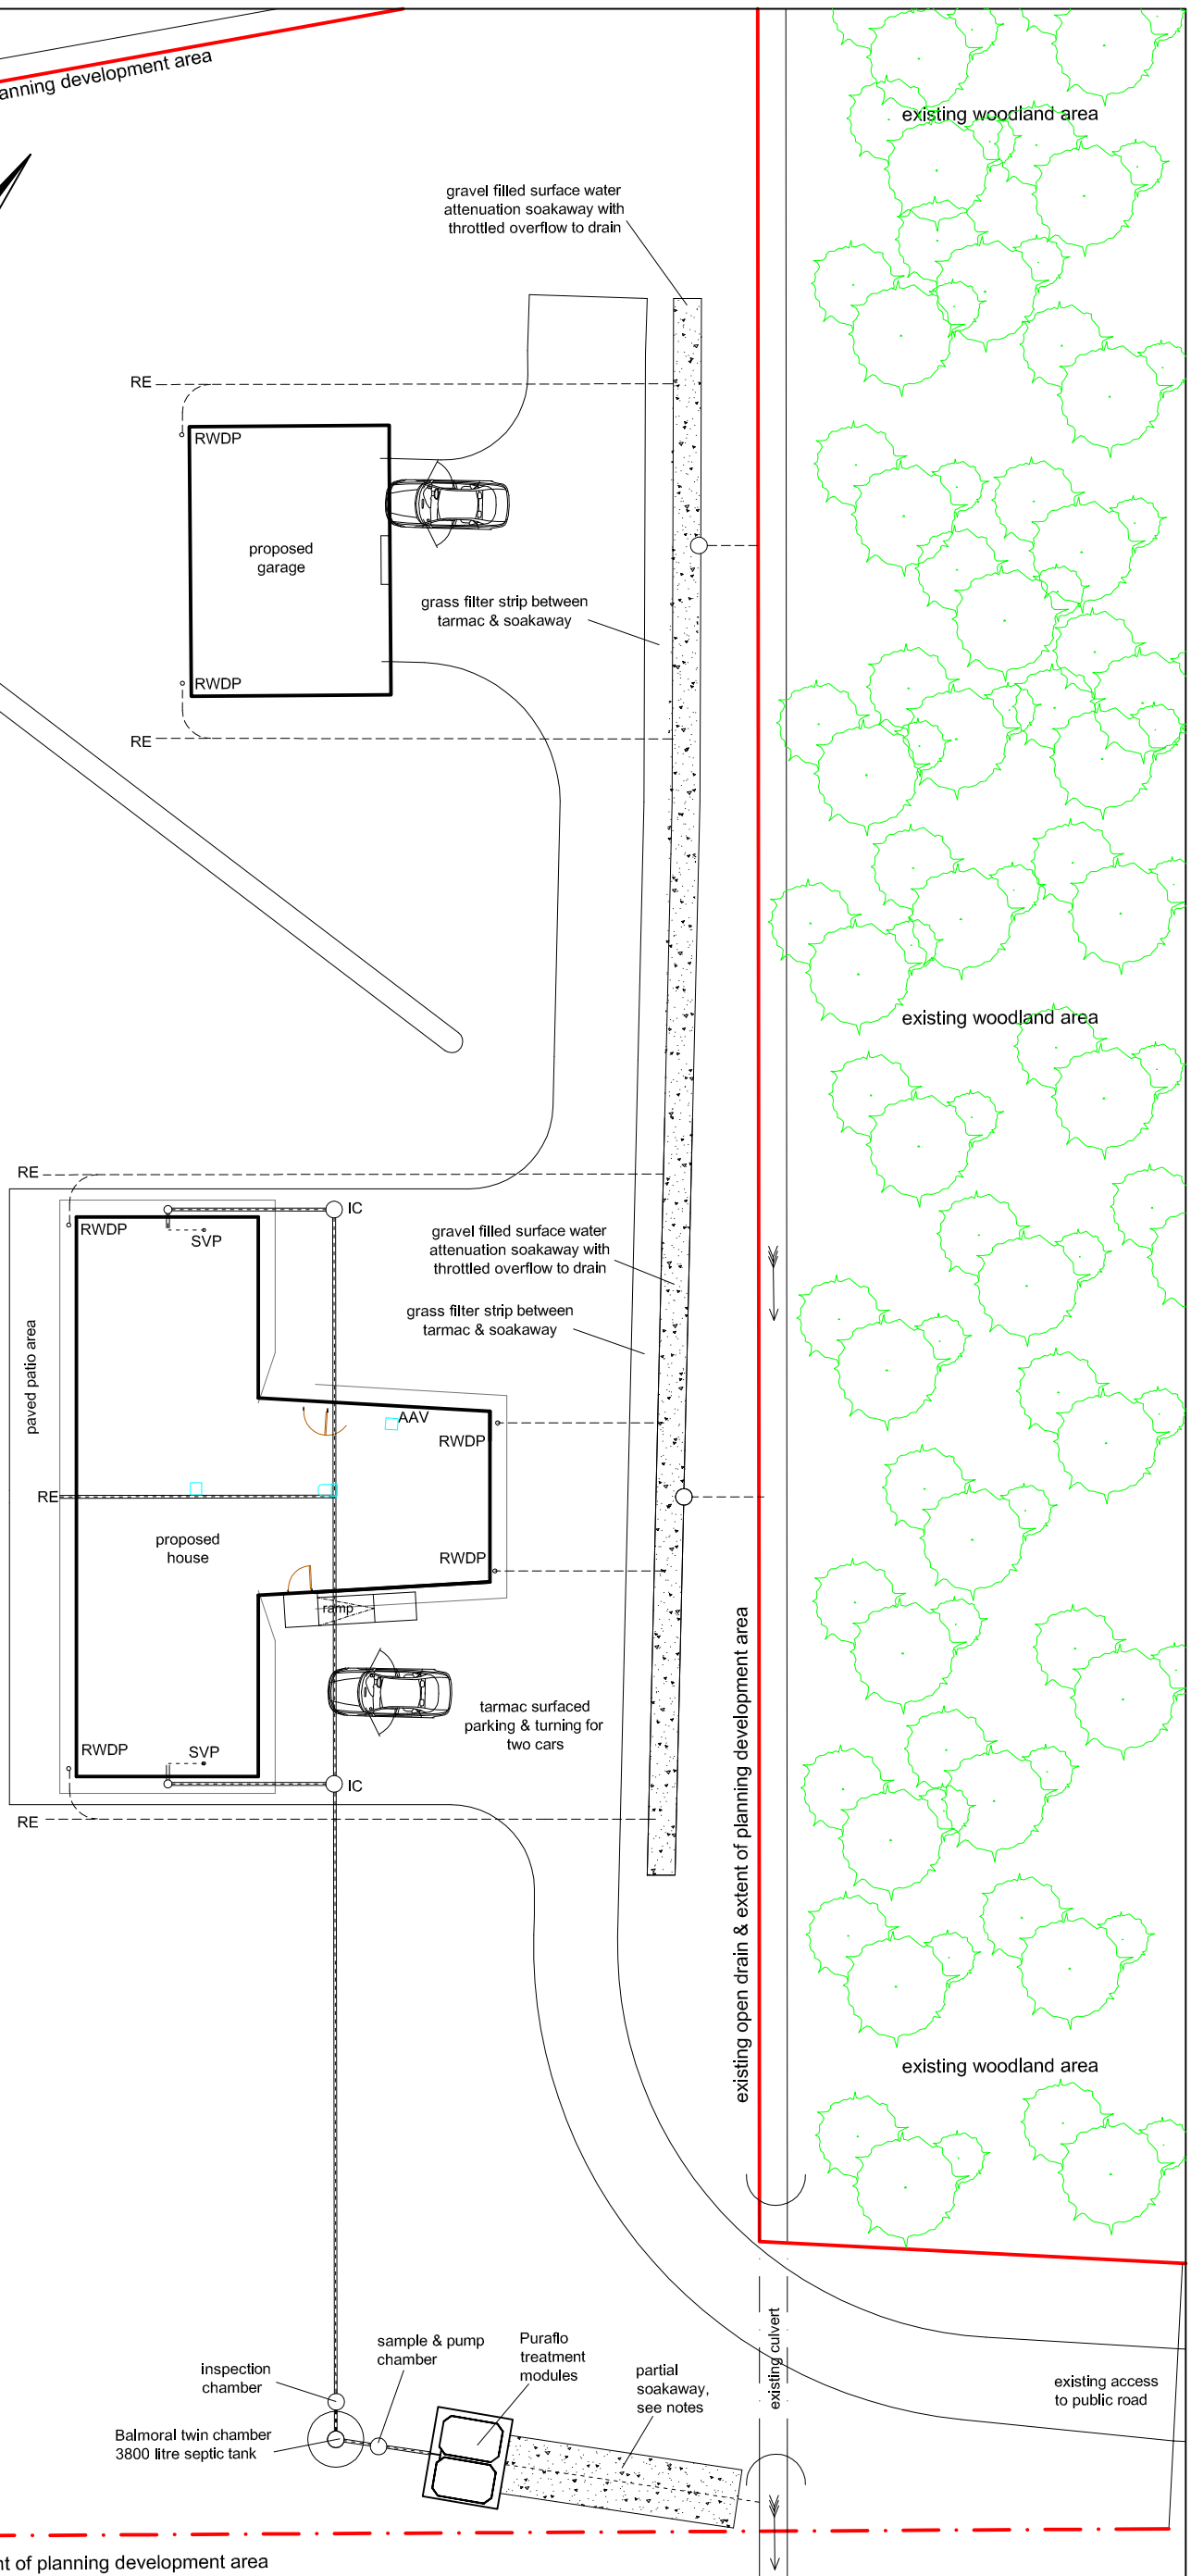 anning development area
existing woodland area
gravel filled surface water
attenuation soakaway with
throttled overflow to drain
RE
RWDP
proposed
garage
grass filter strip between
tarmac & soakaway
RWDP
RE
existing woodland area
RE
IC
RWDP
SVP
gravel filled surface water
attenuation soakaway with
throttled overflow to drain
grass filter strip between
tarmac & soakaway
paved patio area
AAV
RWDP
RE
proposed
house
RWDP
ramp
existing open drain & extent of planning development area
tarmac surfaced
parking & turning for
two cars
RWDP
SVP
IC
RE
existing woodland area
existing culvert
sample & pump
chamber
Puraflo
treatment
modules
inspection
chamber
partial
soakaway,
see notes
existing access
to public road
Balmoral twin chamber
3800 litre septic tank
nt of planning development area